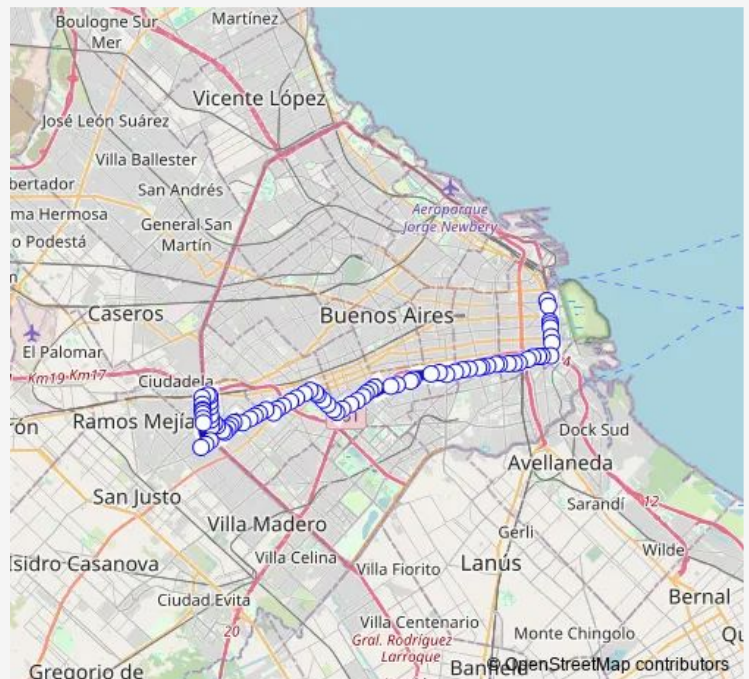 Boulogne Sur
Mer
Martínez
Vicente López
José León Suárez
Villa Ballester
bertador
San Andrés
ma Hermosa
General San
Martín
o Podestá
Aeroparque
Jorge Newbery
Caseros
Buenos Aires
El Palomar
Km19
Km17
Ciudadela
4
Ramos Mejía
rón
Dock Sud
Avellaneda
San Justo
Sarandí
12
Villa Madero
Gerli
Wilde
Villa Celina
Villa Fiorito
Lanús
Isidro Casanova
Bernal
Ciudad Evita
Villa Centenario
20
Gral. Rodríguez
Larroque
Monte Chingolo
Qu
Gregorio de
© OpenStreetMap contributors